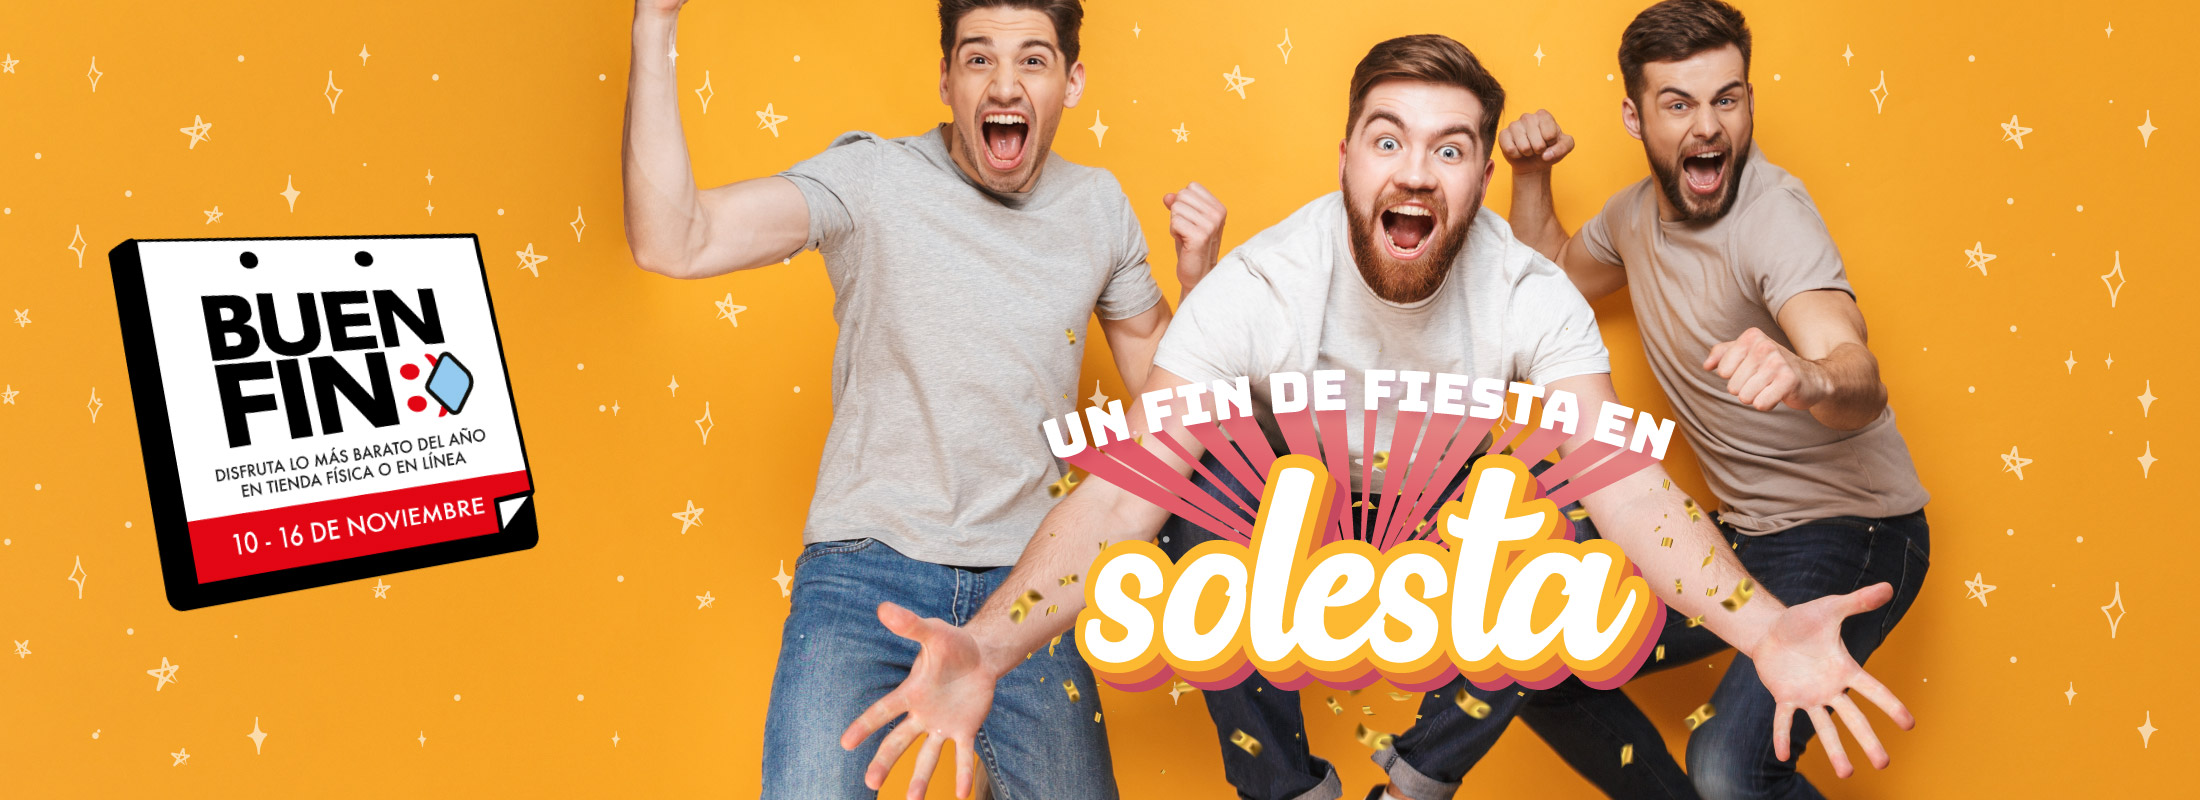 BUEN
FIN
DISFRUTA LO MÁS BARATO DEL AÑO
EN TIENDA FÍSICA O EN LÍNEA
10 - 16 DE NOVIEMBRE
UN FIN DE FIESTA EN
solesta